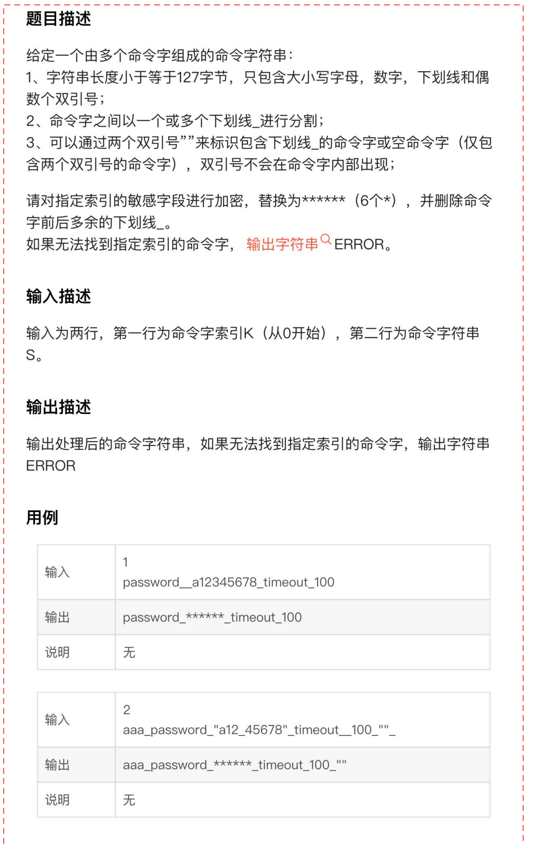 题目描述
给定一个由多个命令字组成的命令字符串：
1、字符串长度小于等于127字节，只包含大小写字母，数字，下划线和偶
数个双引号；
2、命令字之间以一个或多个下划线_进行分割；
3、可以通过两个双引号””来标识包含下划线_的命令字或空命令字（仅包
含两个双引号的命令字），双引号不会在命令字内部出现；
请对指定索引的敏感字段进行加密，替换为******（6个*），并删除命令
字前后多余的下划线_。
如果无法找到指定索引的命令字，输出字符串ERROR。
输入描述
输入为两行，第一行为命令字索引K（从0开始），第二行为命令字符串
S。
输出描述
输出处理后的命令字符串，如果无法找到指定索引的命令字，输出字符串
ERROR
用例
输入
1
password__a12345678_timeout_100
输出
password_******_timeout_100
说明
无
输入
2
aaa_password_"a12_45678"_timeout__100_""_
输出
aaa_password_******_timeout_100_""
说明
无